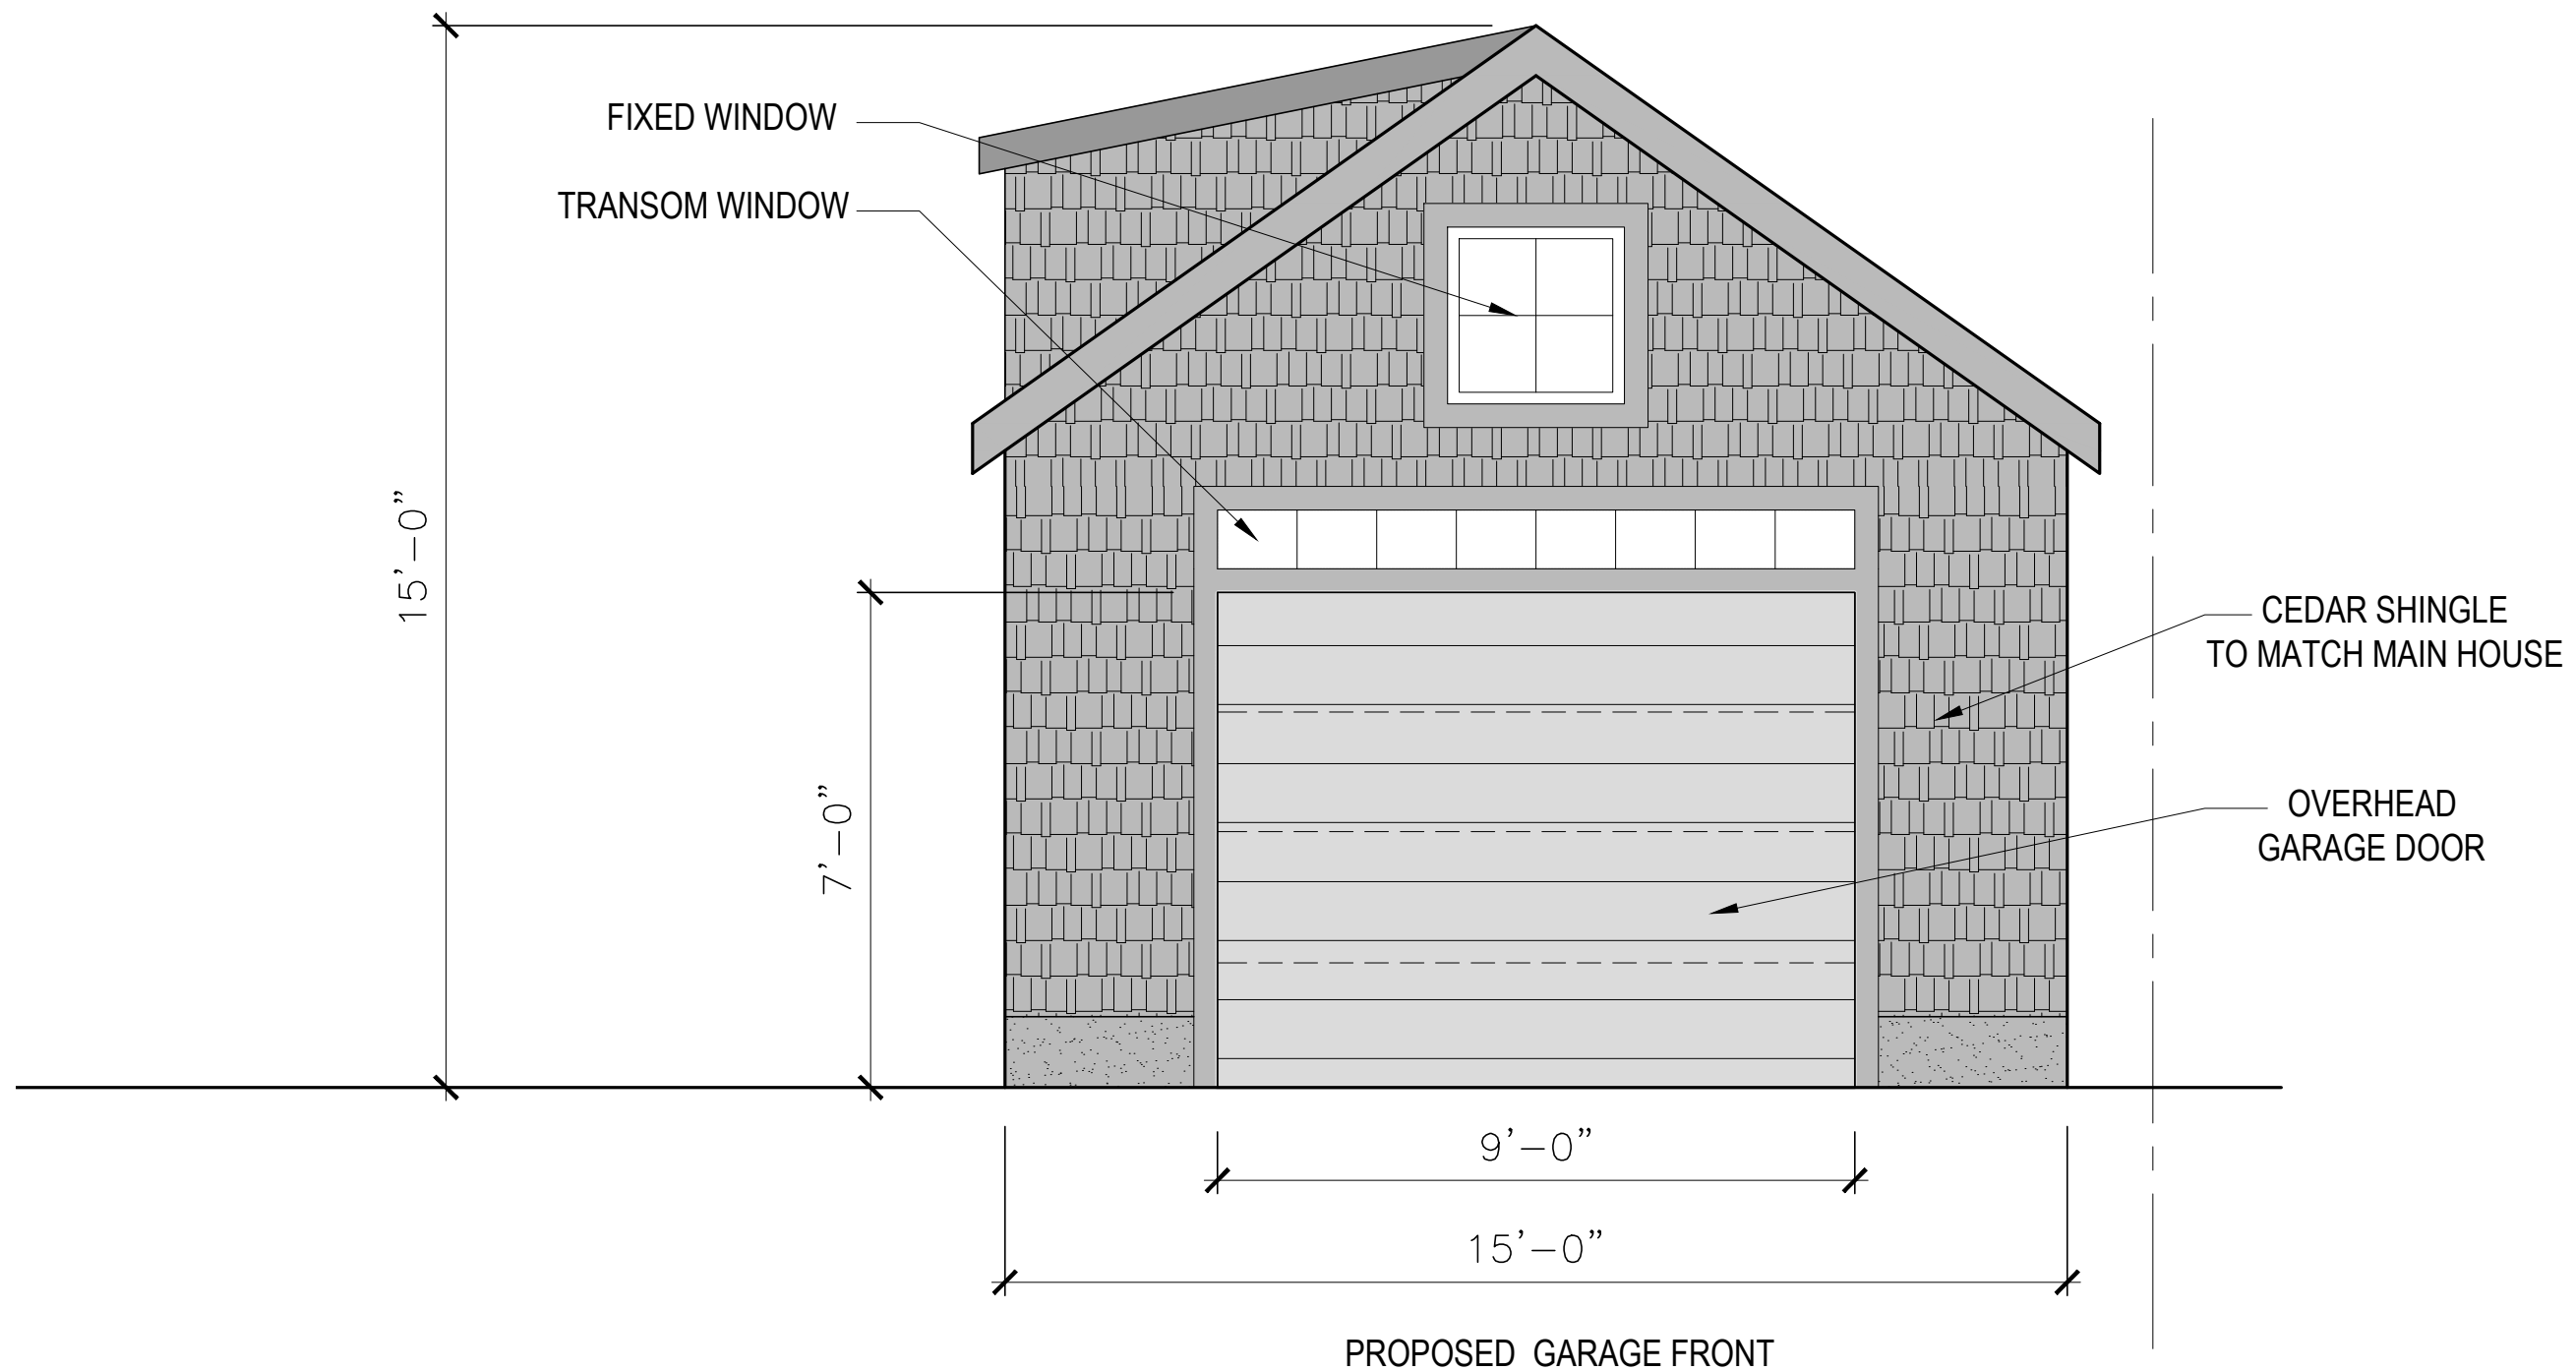 FIXED WINDOW
TRANSOM WINDOW
15'-0"
7'-0"
CEDAR SHINGLE
TO MATCH MAIN HOUSE
OVERHEAD
GARAGE DOOR
9'-0"
15'-0"
PROPOSED GARAGE FRONT